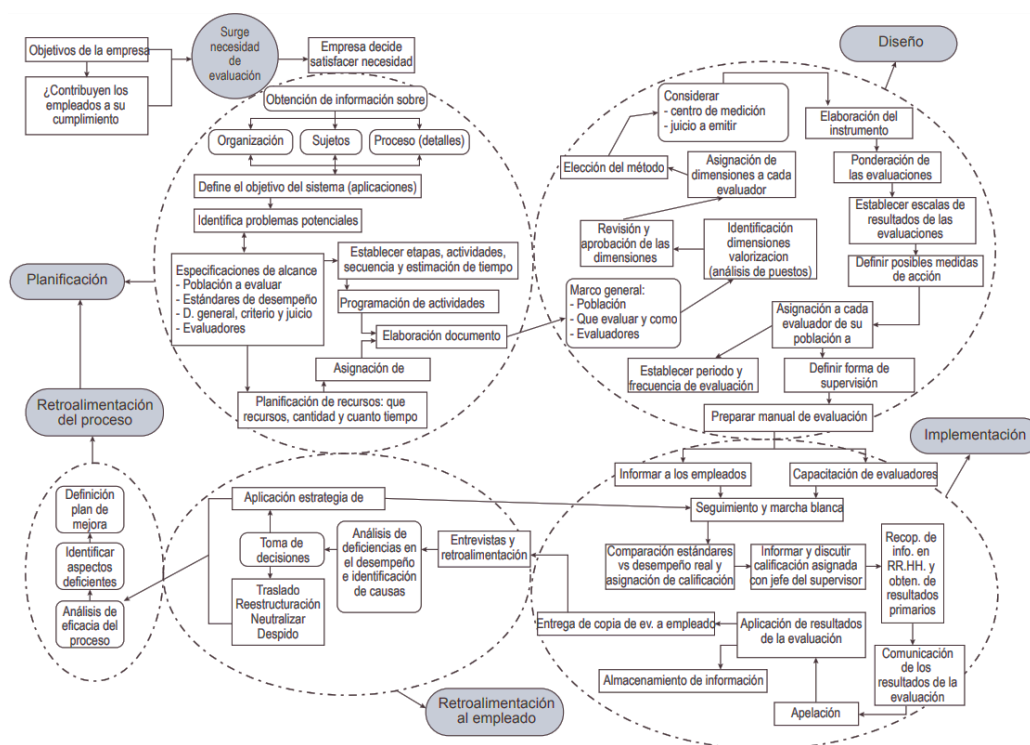 Objetivos de la empresa
¿Contribuyen los
empleados a su
cumplimiento
Surge
necesidad
de
evaluación
Empresa decide
satisfacer necesidad
Obtención de información sobre
Organización
Sujetos
Proceso (detalles)
Define el objetivo del sistema (aplicaciones)
Identifica problemas potenciales
Especificaciones de alcance
- Población a evaluar
- Estándares de desempeño
- D. general, criterio y juicio
- Evaluadores
Establecer etapas, actividades,
secuencia y estimación de tiempo
Programación de actividades
Elaboración documento
Asignación de
Planificación de recursos: que
recursos, cantidad y cuanto tiempo
Planificación
Retroalimentación
del proceso
Diseño
Considerar
- centro de medición
- juicio a emitir
Elección del método
Asignación de
dimensiones a cada
evaluador
Revisión y
aprobación de las
dimensiones
Identificación
dimensiones
valorizacion
(análisis de puestos)
Marco general:
- Población
- Que evaluar y como
- Evaluadores
Elaboración del
instrumento
Ponderación de
las evaluaciones
Establecer escalas de
resultados de las
evaluaciones
Definir posibles medidas
de acción
Asignación a cada
evaluador de su
población a
Establecer periodo y
frecuencia de evaluación
Definir forma de
supervisión
Preparar manual de evaluación
Implementación
Informar a los empleados
Capacitación de evaluadores
Seguimiento y marcha blanca
Comparación estándares
vs desempeño real y
asignación de calificación
Informar y discutir
calificación asignada
con jefe del supervisor
Recop. de
info. en
RR.HH. y
obten. de
resultados
primarios
Comunicación
de los
resultados de la
evaluación
Apelación
Aplicación de resultados
de la evaluación
Entrega de copia de ev. a empleado
Almacenamiento de información
Entrevistas y
retroalimentación
Análisis de
deficiencias en
el desempeño
e identificación
de causas
Toma de
decisiones
Aplicación estrategia de
Traslado
Reestructuración
Neutralizar
Despido
Retroalimentación
al empleado
Definición
plan de
mejora
Identificar
aspectos
deficientes
Análisis de
eficacia del
proceso